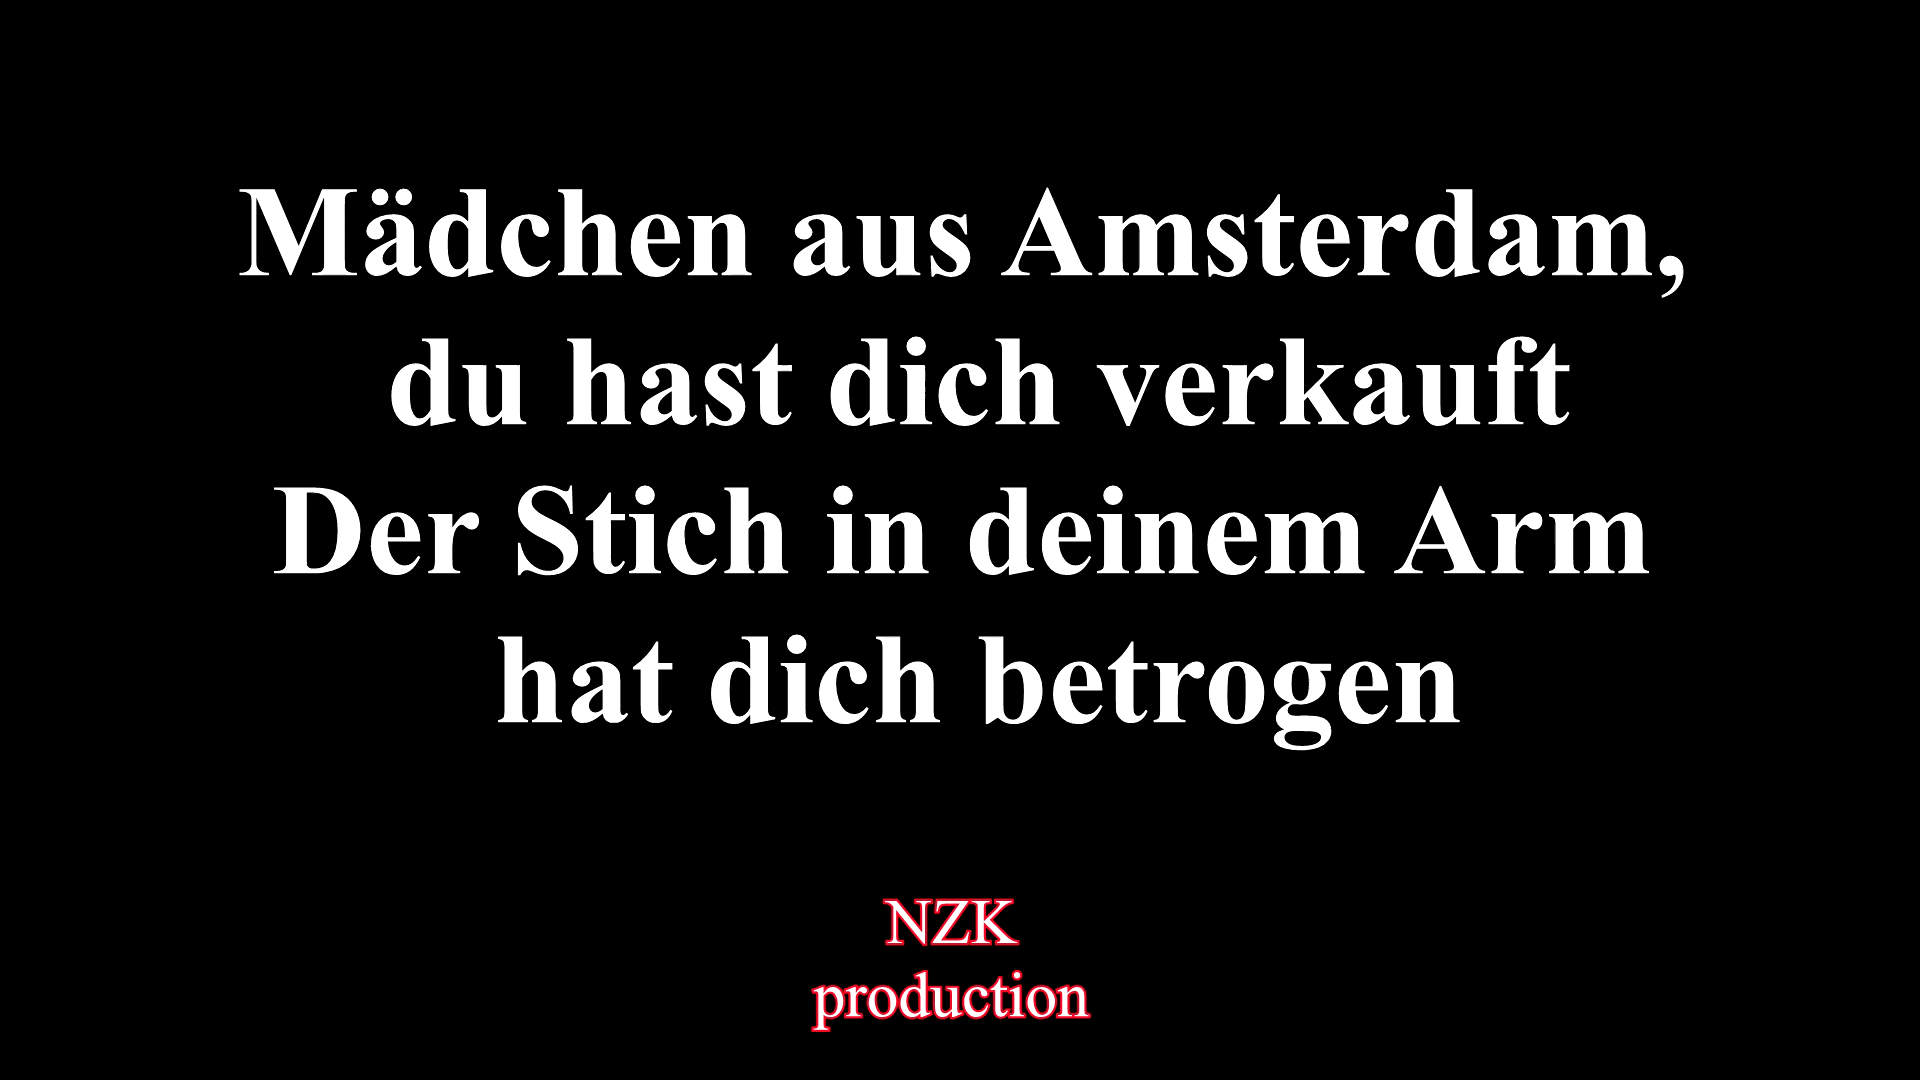 Mädchen aus Amsterdam,
du hast dich verkauft
Der Stich in deinem Arm
hat dich betrogen
NZK
production